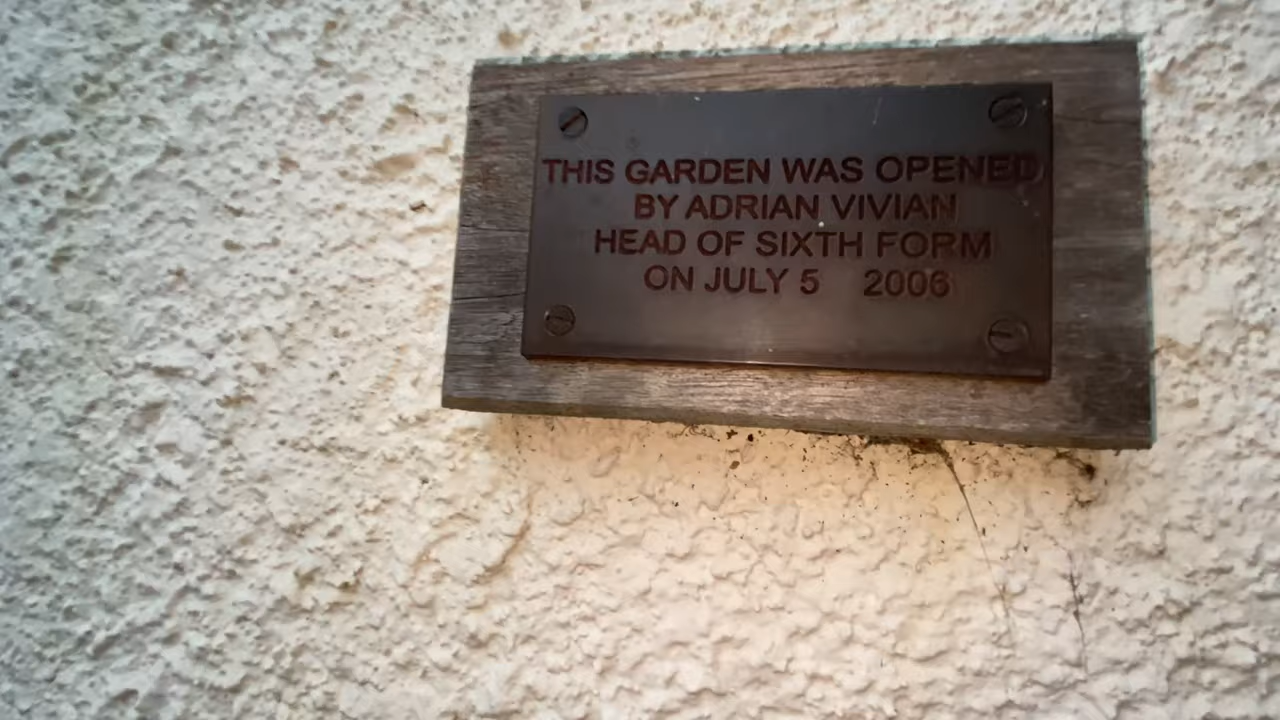 THIS GARDEN WAS OPENED
BY ADRIAN VIVIAN
HEAD OF SIXTH FORM
ON JULY 5 2006